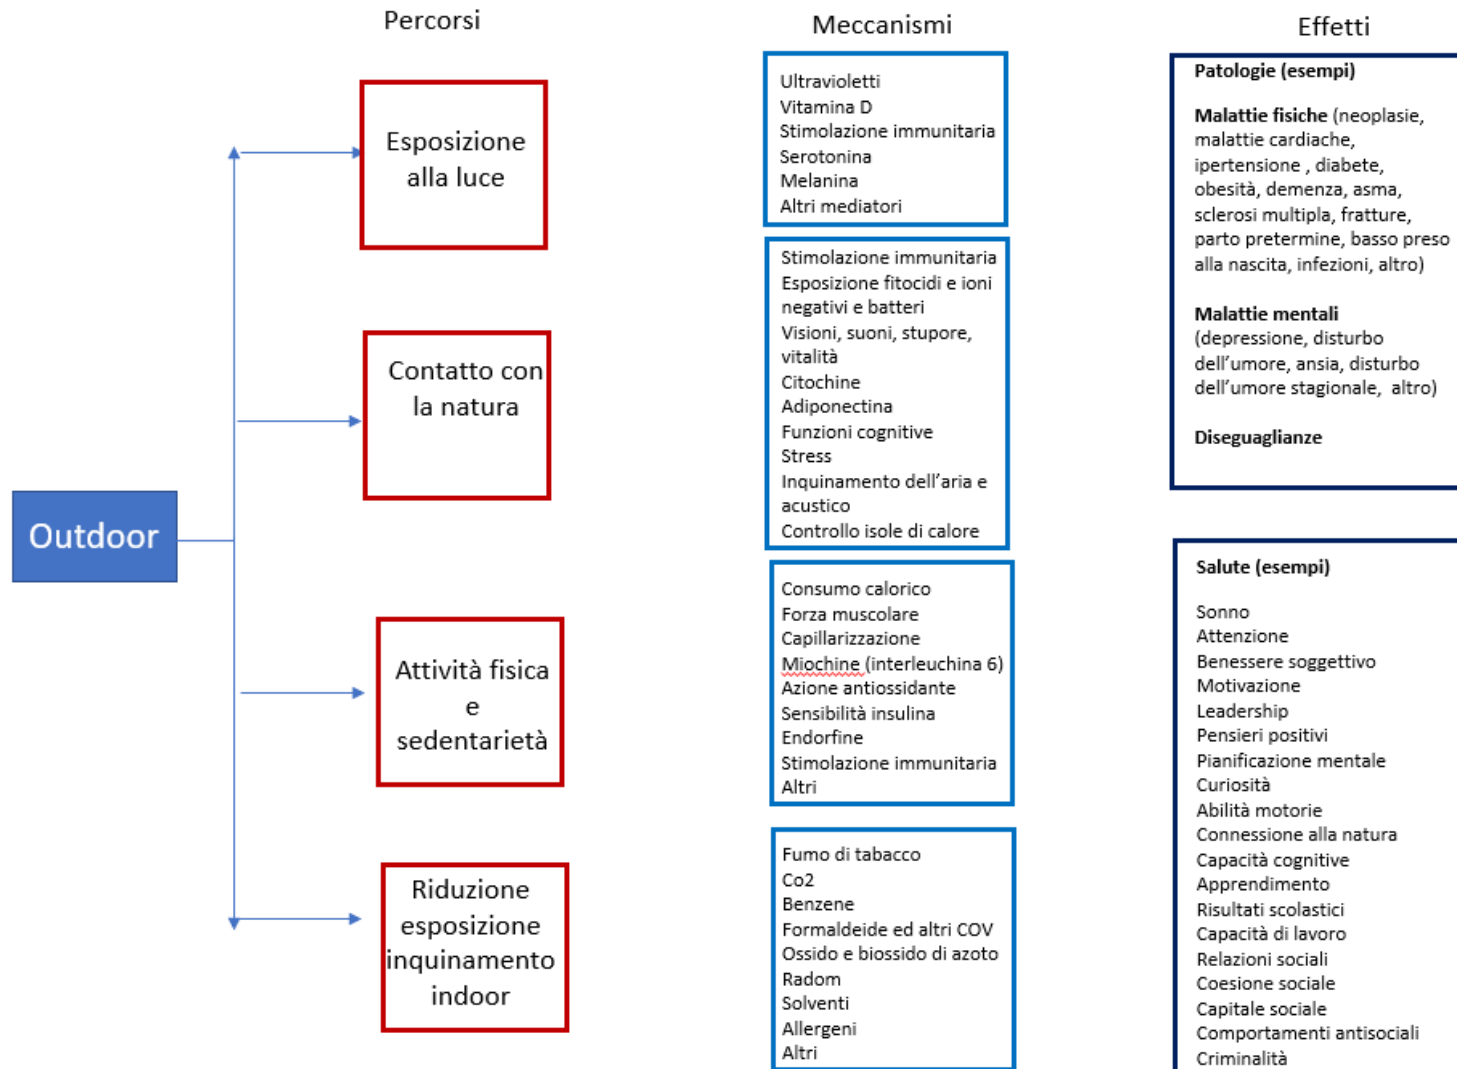 Percorsi
Meccanismi
Effetti
Outdoor
Esposizione
alla luce
Contatto con
la natura
Attività fisica
e
sedentarietà
Riduzione
esposizione
inquinamento
indoor
Ultravioletti
Vitamina D
Stimolazione immunitaria
Serotonina
Melanina
Altri mediatori
Stimolazione immunitaria
Esposizione fitocidi e ioni
negativi e batteri
Visioni, suoni, stupore,
vitalità
Citochine
Adiponectina
Funzioni cognitive
Stress
Inquinamento dell'aria e
acustico
Controllo isole di calore
Consumo calorico
Forza muscolare
Capillarizzazione
Miochine (interleuchina 6)
Azione antiossidante
Sensibilità insulina
Endorfine
Stimolazione immunitaria
Altri
Fumo di tabacco
Co2
Benzene
Formaldeide ed altri COV
Ossido e biossido di azoto
Radom
Solventi
Allergeni
Altri
Patologie (esempi)
Malattie fisiche (neoplasie,
malattie cardiache,
ipertensione , diabete,
obesità, demenza, asma,
sclerosi multipla, fratture,
parto pretermine, basso preso
alla nascita, infezioni, altro)
Malattie mentali
(depressione, disturbo
dell'umore, ansia, disturbo
dell'umore stagionale, altro)
Diseguaglianze
Salute (esempi)
Sonno
Attenzione
Benessere soggettivo
Motivazione
Leadership
Pensieri positivi
Pianificazione mentale
Curiosità
Abilità motorie
Connessione alla natura
Capacità cognitive
Apprendimento
Risultati scolastici
Capacità di lavoro
Relazioni sociali
Coesione sociale
Capitale sociale
Comportamenti antisociali
Criminalità